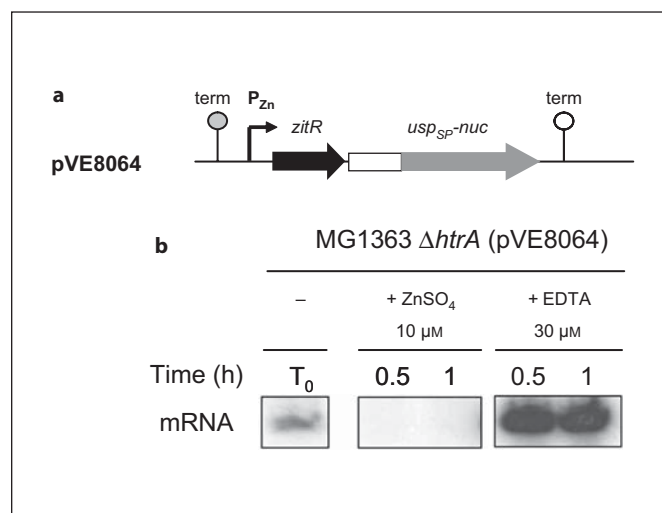 a
term
P_Zn
zitR
usp_SP-nuc
term
pVE8064
b
MG1363 ΔhtrA (pVE8064)
– + ZnSO₄ + EDTA
10 µM 30 µM
Time (h) T₀ 0.5 1 0.5 1
mRNA